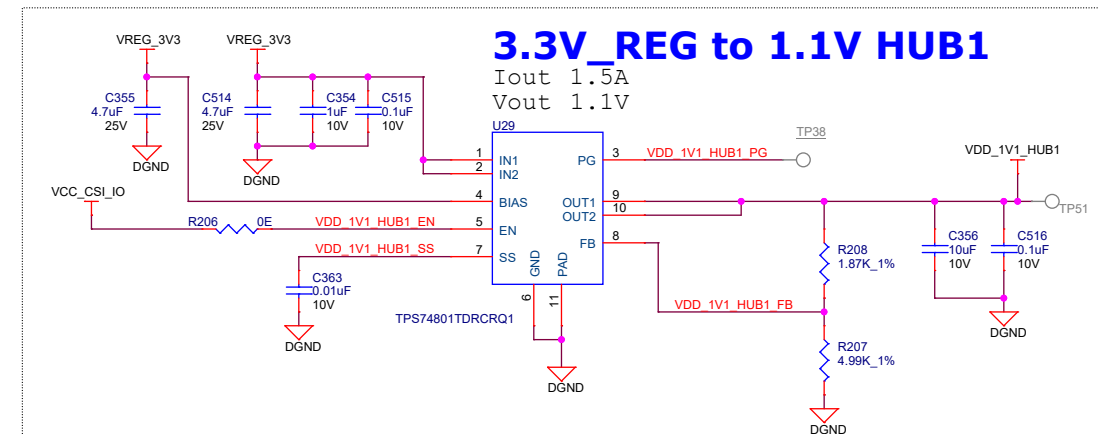 3.3V_REG to 1.1V HUB1
Iout 1.5A
Vout 1.1V
VREG_3V3
VREG_3V3
C355
4.7uF
25V
DGND
C514
4.7uF
25V
C354
1uF
10V
C515
0.1uF
10V
DGND
U29
1
IN1
2
IN2
4
BIAS
5
EN
7
SS
PG
3
OUT1
9
OUT2
10
FB
8
GND
6
PAD
11
TPS74801TDRCRQ1
VCC_CSI_IO
R206
0E
VDD_1V1_HUB1_EN
VDD_1V1_HUB1_SS
C363
0.01uF
10V
DGND
DGND
VDD_1V1_HUB1_PG
TP38
VDD_1V1_HUB1
TP51
R208
1.87K_1%
C356
10uF
10V
C516
0.1uF
10V
DGND
VDD_1V1_HUB1_FB
R207
4.99K_1%
DGND